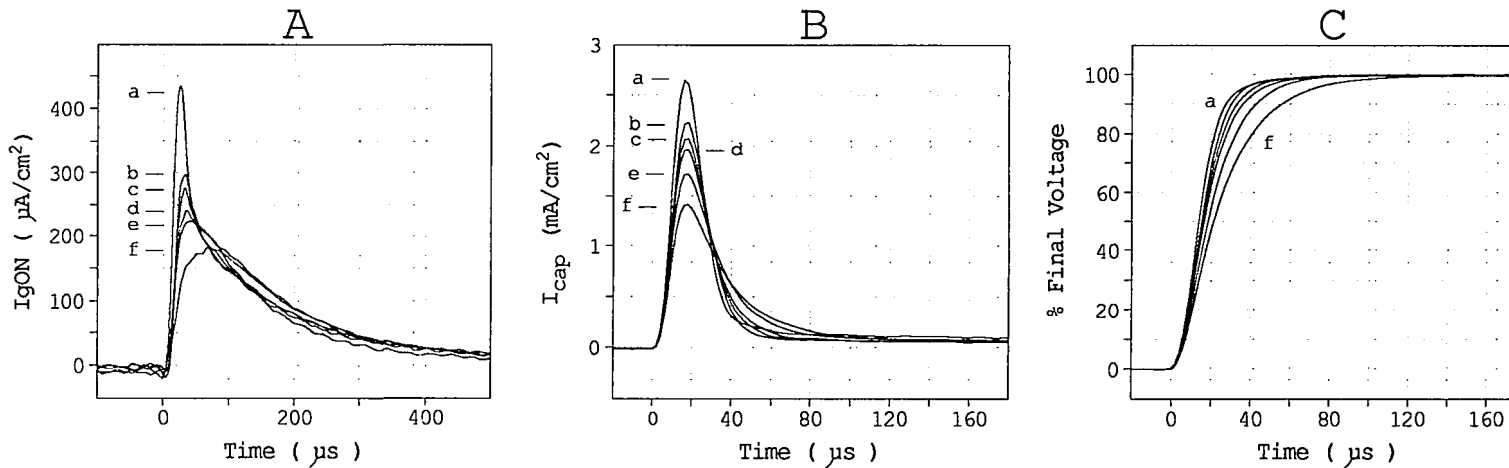 A
IgON ( µA/cm²)
400
300
200
100
0
a
b
c
d
e
f
0
200
400
Time ( µs )
B
I_cap (mA/cm²)
3
2
1
0
a
b
c
d
e
f
0
40
80
120
160
Time ( µs )
C
% Final Voltage
100
80
60
40
20
0
a
f
0
40
80
120
160
Time ( µs )